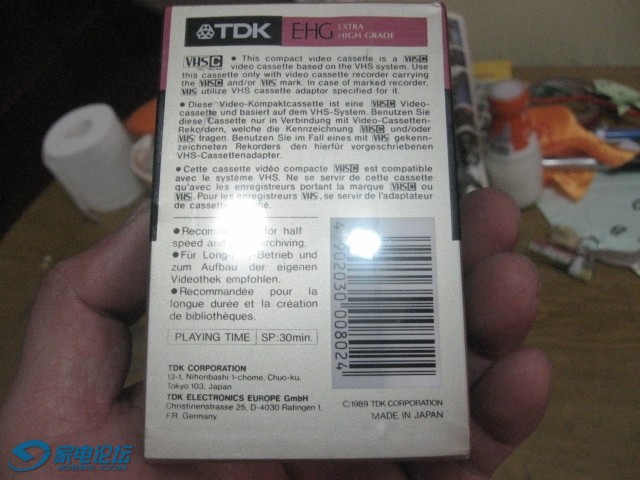 TDK E-HG EXTRA HIGH GRADE
VHS C ● This compact video cassette is a VHS C
video cassette based on the VHS system. Use
this cassette only with video cassette recorder carrying
the VHS C and/or VHS mark. In case of marked recorder,
VHS utilize VHS cassette adaptor specified for it.
● Diese Video-Kompaktcassette ist eine VHS C Video-
cassette und basiert auf dem VHS-System. Benutzen Sie
diese Cassette nur in Verbindung mit Video-Cassetten-
Rekordern, welche die Kennzeichnung VHS C und/oder
VHS tragen Benutzen Sie im Fall eines mit VHS gekenn-
zeichneten Rekorders den hierfür vorgeschriebenen
VHS-Cassettenadapter.
● Cette cassette vidéo compacte VHS C est compatible
avec le système VHS. Ne se servir de cette cassette
qu'avec les enregistreurs portant la marque VHS C ou
VHS. Pour les enregistreurs VHS, se servir de l'adaptateur
de cassette
● for half
speed and archiving.
● Für Betrieb und
zum Aufbau der eigenen
Videothek empfohlen.
● Recommandée pour la
longue durée et la création
de bibliothèques.
PLAYING TIME SP:30min.
4902030008024
TDK CORPORATION
13-1, Nihonbashi 1-chome, Chuo-ku,
Tokyo 103, Japan
TDK ELECTRONICS EUROPE GmbH
Christinenstrasse 25, D-4030 Ratingen 1,
F.R. Germany
©1989 TDK CORPORATION
MADE IN JAPAN
家电论坛